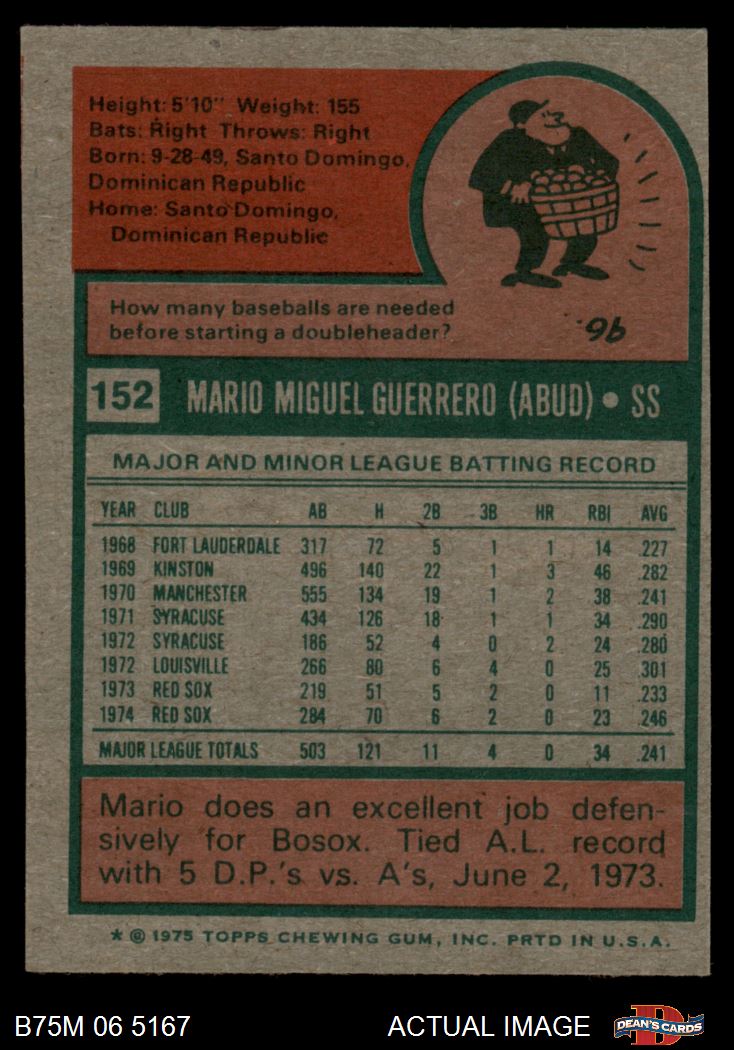 Height: 5'10" Weight: 155
Bats: Right Throws: Right
Born: 9-28-49, Santo Domingo,
Dominican Republic
Home: Santo Domingo,
Dominican Republic
How many baseballs are needed
before starting a doubleheader?
96.
152 MARIO MIGUEL GUERRERO (ABUD) • SS
MAJOR AND MINOR LEAGUE BATTING RECORD
YEAR CLUB AB H 2B 3B HR RBI AVG
1968 FORT LAUDERDALE 317 72 5 1 1 14 .227
1969 KINSTON 496 140 22 1 3 46 .282
1970 MANCHESTER 555 134 19 1 2 38 .241
1971 SYRACUSE 434 126 18 1 1 34 .290
1972 SYRACUSE 186 52 4 0 2 24 .280
1972 LOUISVILLE 266 80 6 4 0 25 .301
1973 RED SOX 219 51 5 2 0 11 .233
1974 RED SOX 284 70 6 2 0 23 .246
MAJOR LEAGUE TOTALS 503 121 11 4 0 34 .241
Mario does an excellent job defen-
sively for Bosox. Tied A.L. record
with 5 D.P.'s vs. A's, June 2, 1973.
* © 1975 TOPPS CHEWING GUM, INC. PRTD IN U.S.A.
B75M 06 5167 ACTUAL IMAGE DEAN'S CARDS